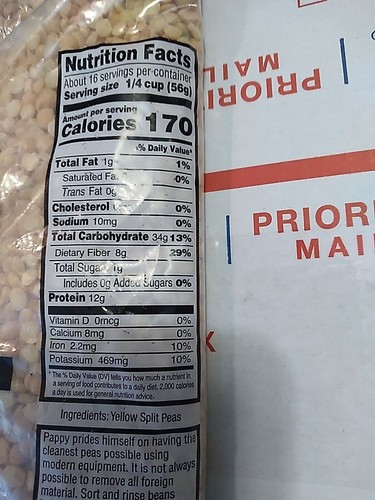 Nutrition Facts
About 16 servings per container
Serving size 1/4 cup (56g)
Amount per serving
Calories 170
% Daily Value*
Total Fat 1g 1%
Saturated Fat 0%
Trans Fat 0g
Cholesterol 0%
Sodium 10mg 0%
Total Carbohydrate 34g 13%
Dietary Fiber 8g 29%
Total Sugar 1g
Includes 0g Added Sugars 0%
Protein 12g
Vitamin D 0mcg 0%
Calcium 8mg 0%
Iron 2.2mg 10%
Potassium 469mg 10%
* The % Daily Value (DV) tells you how much a nutrient in
a serving of food contributes to a daily diet. 2,000 calories
a day is used for general nutrition advice.
Ingredients: Yellow Split Peas
Pappy prides himself on having the
cleanest peas possible using
modern equipment. It is not always
possible to remove all foreign
material. Sort and rinse beans
PRIORI
MAIL
PRIORI
MAI
K